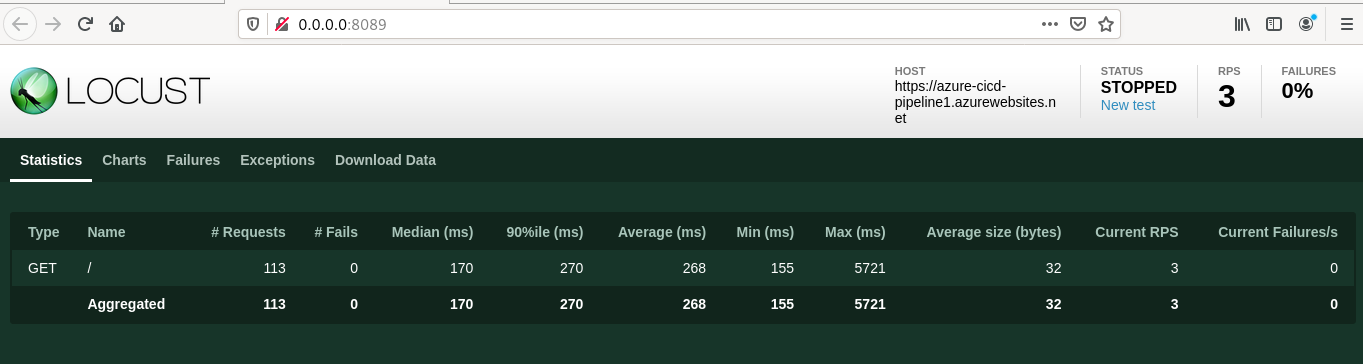 0.0.0.0:8089
LOCUST
HOST
https://azure-cicd-
pipeline1.azurewebsites.n
et
STATUS
STOPPED
New test
RPS
3
FAILURES
0%
Statistics Charts Failures Exceptions Download Data
Type Name # Requests # Fails Median (ms) 90%ile (ms) Average (ms) Min (ms) Max (ms) Average size (bytes) Current RPS Current Failures/s
GET / 113 0 170 270 268 155 5721 32 3 0
Aggregated 113 0 170 270 268 155 5721 32 3 0